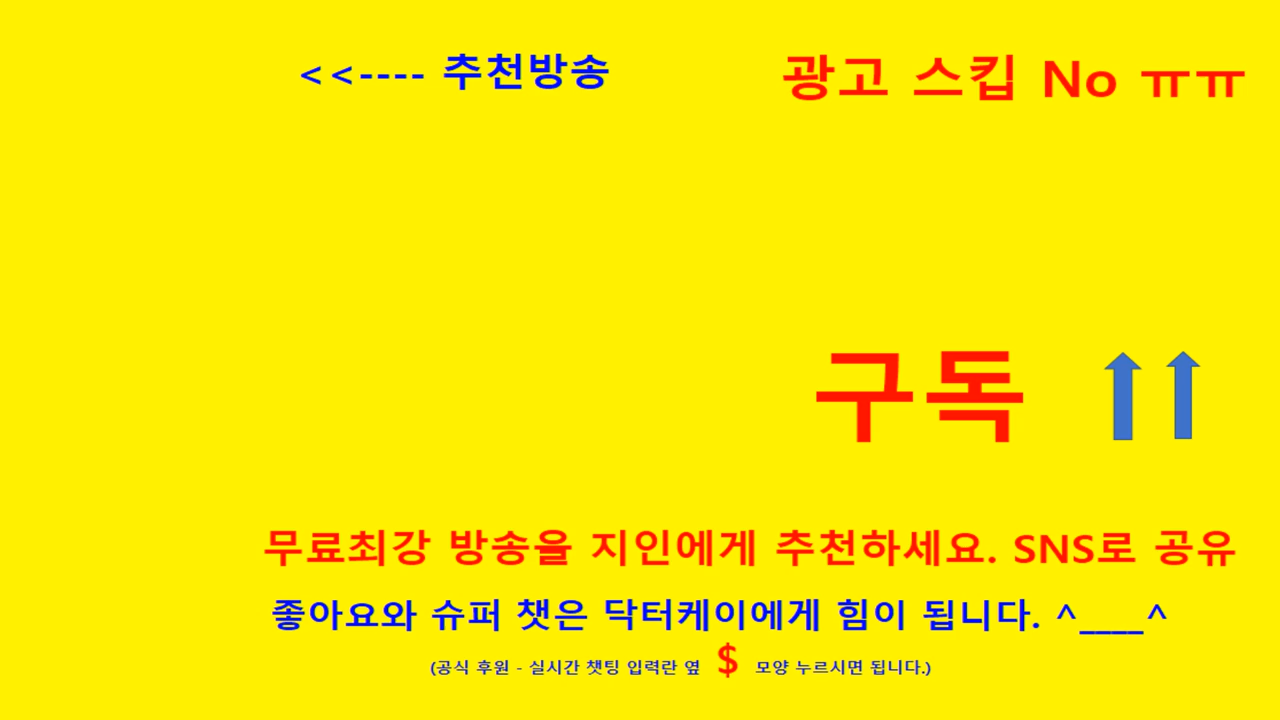 <<---- 추천방송
광고 스킵 No ㅠㅠ
구독
무료최강 방송을 지인에게 추천하세요. SNS로 공유
좋아요와 슈퍼 챗은 닥터케이에게 힘이 됩니다. ^____^
(공식 후원 - 실시간 챗팅 입력란 옆 $ 모양 누르시면 됩니다.)